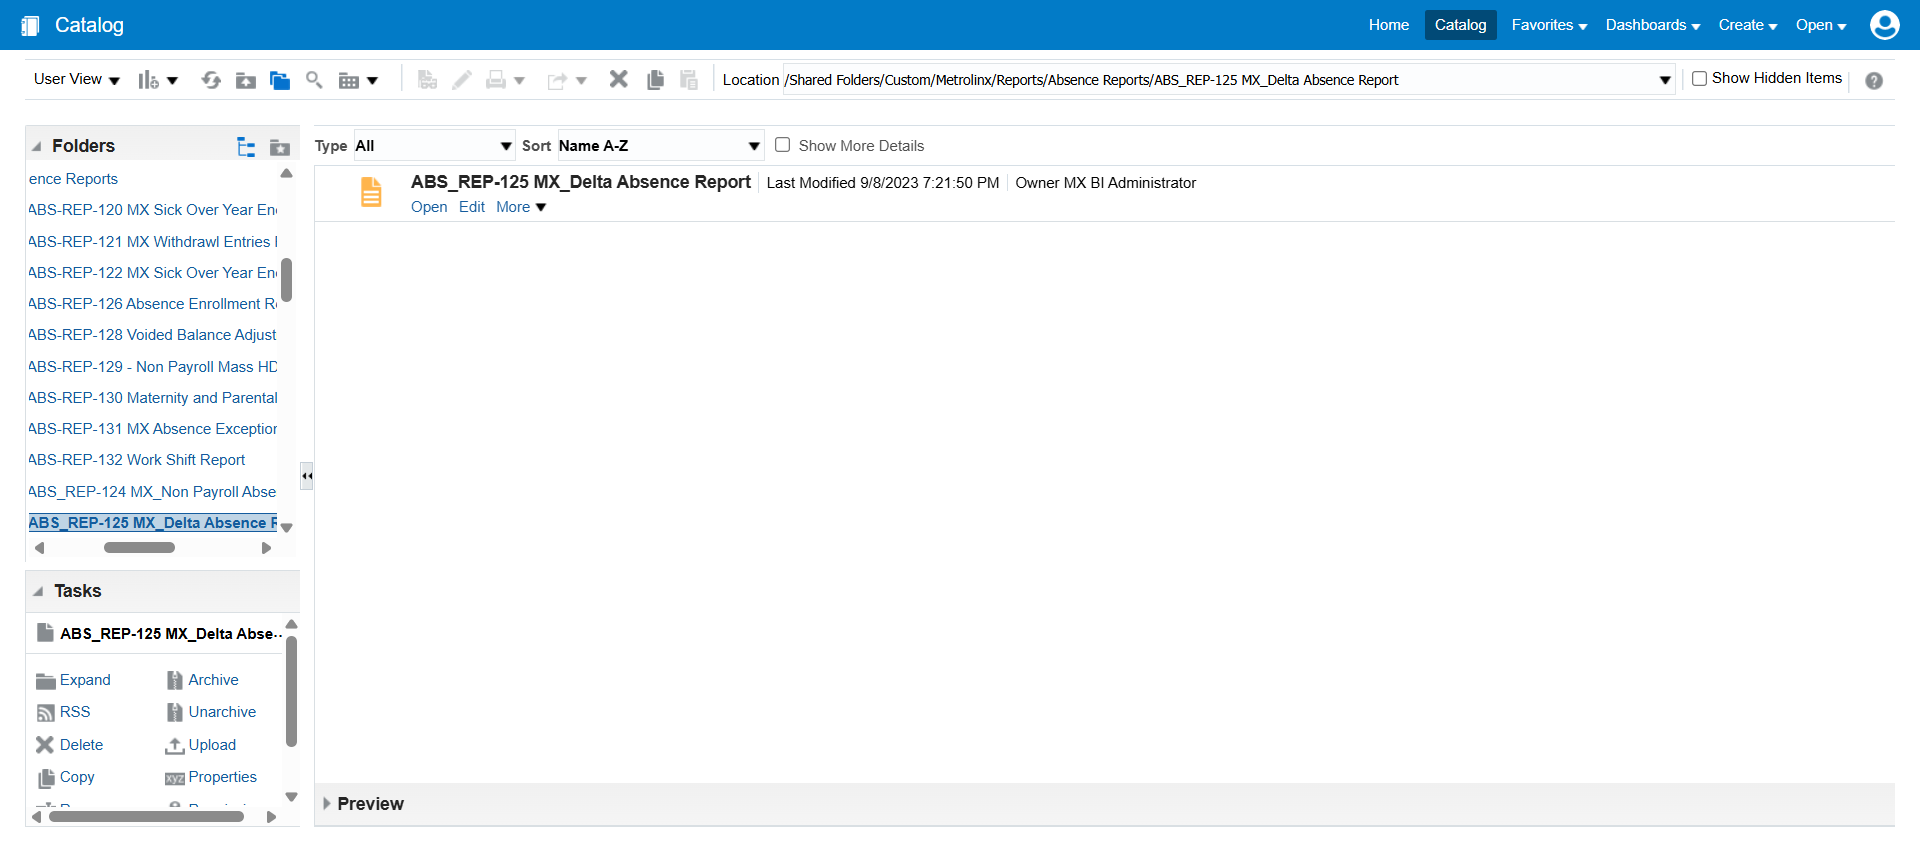 Catalog
Home Catalog Favorites Dashboards Create Open
User View
Location /Shared Folders/Custom/Metrolinx/Reports/Absence Reports/ABS_REP-125 MX_Delta Absence Report
Show Hidden Items
Folders
ence Reports
ABS-REP-120 MX Sick Over Year En
ABS-REP-121 MX Withdrawl Entries
ABS-REP-122 MX Sick Over Year En
ABS-REP-126 Absence Enrollment R
ABS-REP-128 Voided Balance Adjust
ABS-REP-129 - Non Payroll Mass HD
ABS-REP-130 Maternity and Parental
ABS-REP-131 MX Absence Exception
ABS-REP-132 Work Shift Report
ABS_REP-124 MX_Non Payroll Abse
ABS_REP-125 MX_Delta Absence R
Tasks
ABS_REP-125 MX_Delta Abse..
Expand Archive
RSS Unarchive
Delete Upload
Copy xyz Properties
Type All Sort Name A-Z Show More Details
ABS_REP-125 MX_Delta Absence Report Last Modified 9/8/2023 7:21:50 PM Owner MX BI Administrator
Open Edit More
Preview